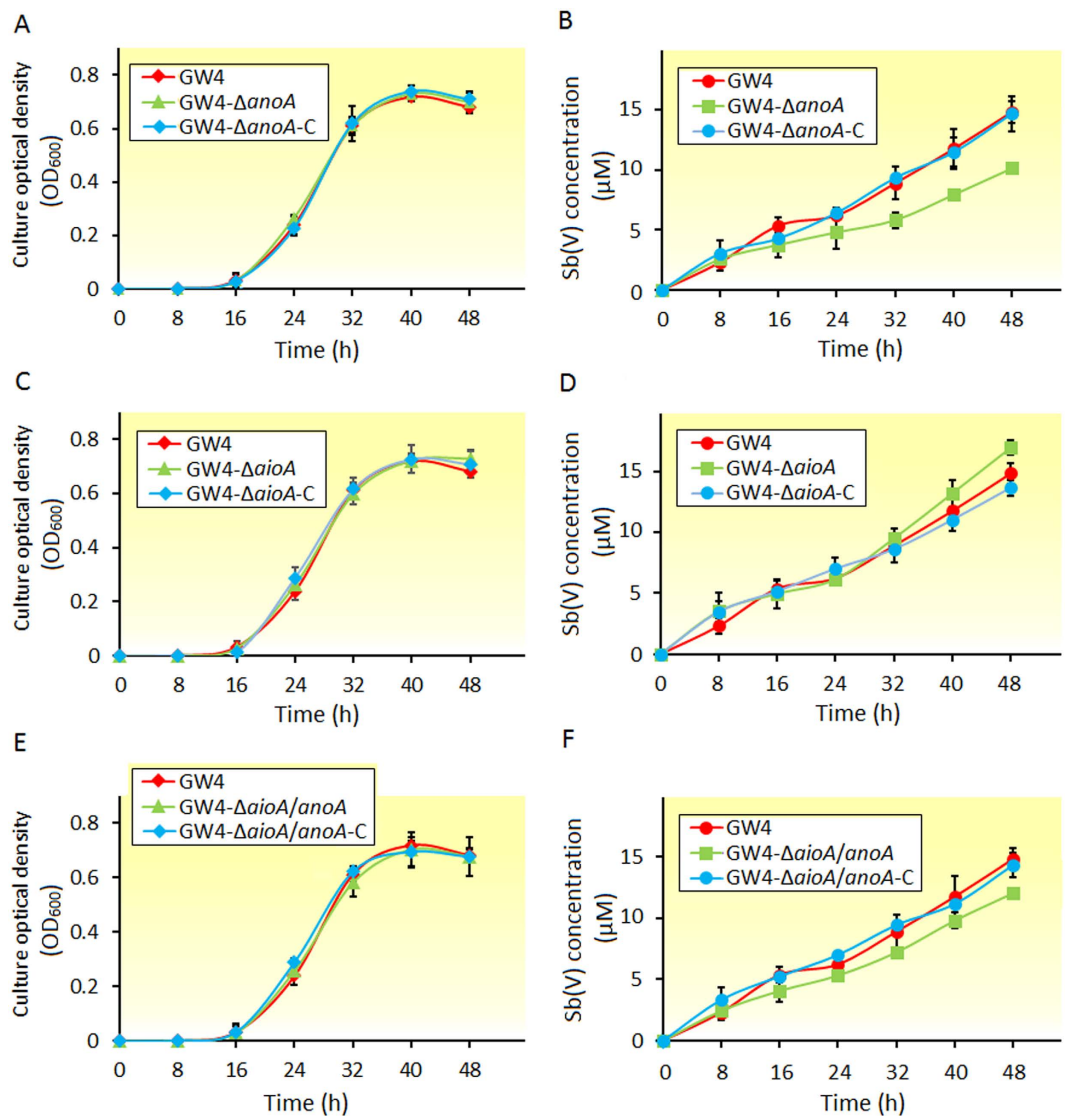 A
Culture optical density
(OD600)
0.8
0.6
0.4
0.2
0
GW4
GW4-ΔanoA
GW4-ΔanoA-C
0 8 16 24 32 40 48
Time (h)
B
Sb(V) concentration
(µM)
15
10
5
0
GW4
GW4-ΔanoA
GW4-ΔanoA-C
0 8 16 24 32 40 48
Time (h)
C
Culture optical density
(OD600)
0.8
0.6
0.4
0.2
0
GW4
GW4-ΔaioA
GW4-ΔaioA-C
0 8 16 24 32 40 48
Time (h)
D
Sb(V) concentration
(µM)
15
10
5
0
GW4
GW4-ΔaioA
GW4-ΔaioA-C
0 8 16 24 32 40 48
Time (h)
E
Culture optical density
(OD600)
0.8
0.6
0.4
0.2
0
GW4
GW4-ΔaioA/anoA
GW4-ΔaioA/anoA-C
0 8 16 24 32 40 48
Time (h)
F
Sb(V) concentration
(µM)
15
10
5
0
GW4
GW4-ΔaioA/anoA
GW4-ΔaioA/anoA-C
0 8 16 24 32 40 48
Time (h)